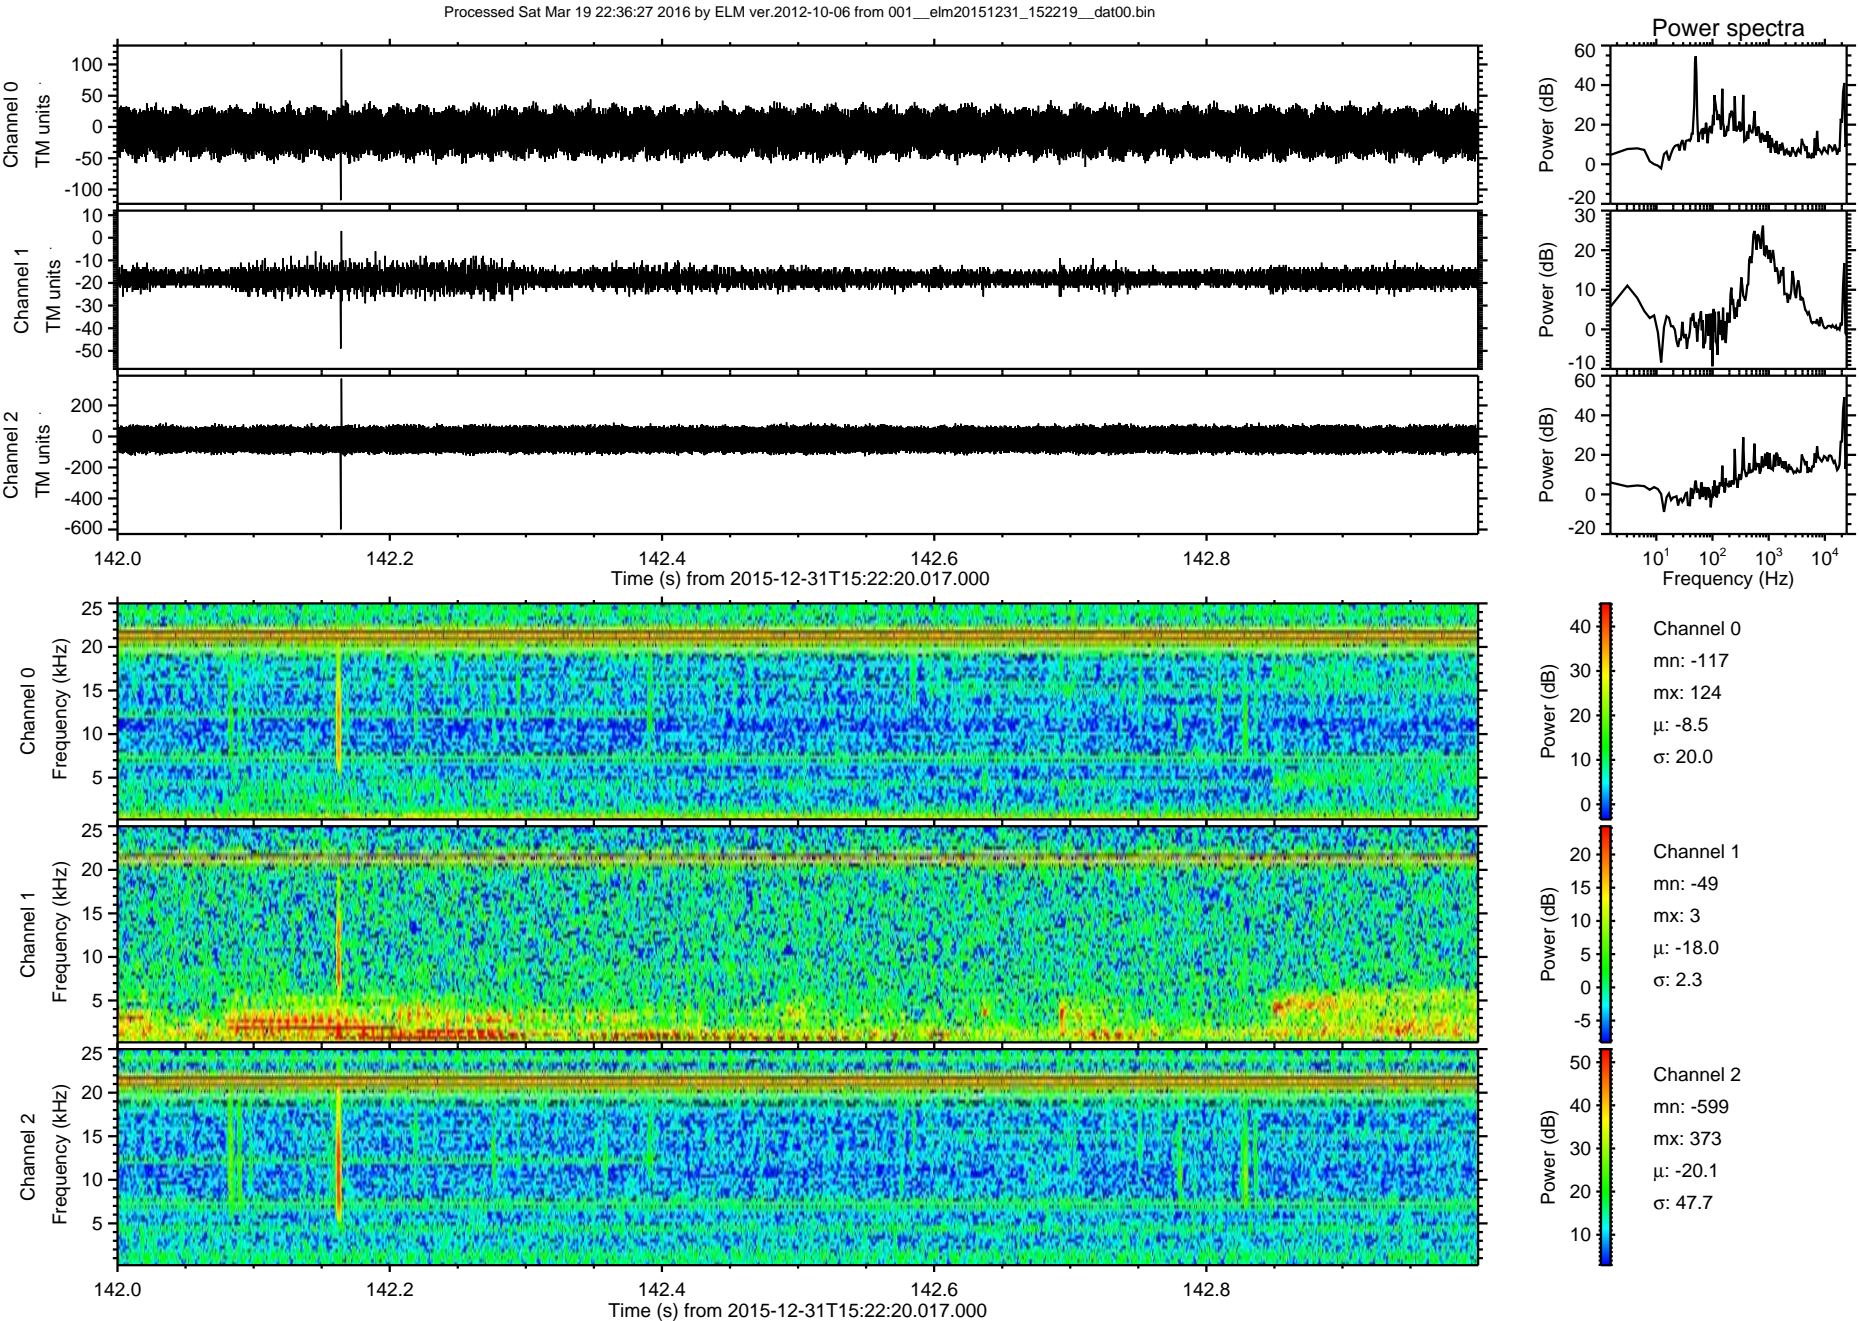 Processed Sat Mar 19 22:36:27 2016 by ELM ver.2012-10-06 from 001__elm20151231_152219__dat00.bin
Power spectra
Channel 0
TM units
100
50
0
-50
-100
Power (dB)
60
40
20
0
-20
Channel 1
TM units
10
0
-10
-20
-30
-40
-50
Power (dB)
30
20
10
0
-10
Channel 2
TM units
200
0
-200
-400
-600
Power (dB)
60
40
20
0
-20
142.0 142.2 142.4 142.6 142.8
Time (s) from 2015-12-31T15:22:20.017.000
10^1 10^2 10^3 10^4
Frequency (Hz)
Channel 0
Frequency (kHz)
25
20
15
10
5
Power (dB)
40
30
20
10
0
Channel 0
mn: -117
mx: 124
μ: -8.5
σ: 20.0
Channel 1
Frequency (kHz)
25
20
15
10
5
Power (dB)
20
15
10
5
0
-5
Channel 1
mn: -49
mx: 3
μ: -18.0
σ: 2.3
Channel 2
Frequency (kHz)
25
20
15
10
5
Power (dB)
50
40
30
20
10
Channel 2
mn: -599
mx: 373
μ: -20.1
σ: 47.7
142.0 142.2 142.4 142.6 142.8
Time (s) from 2015-12-31T15:22:20.017.000